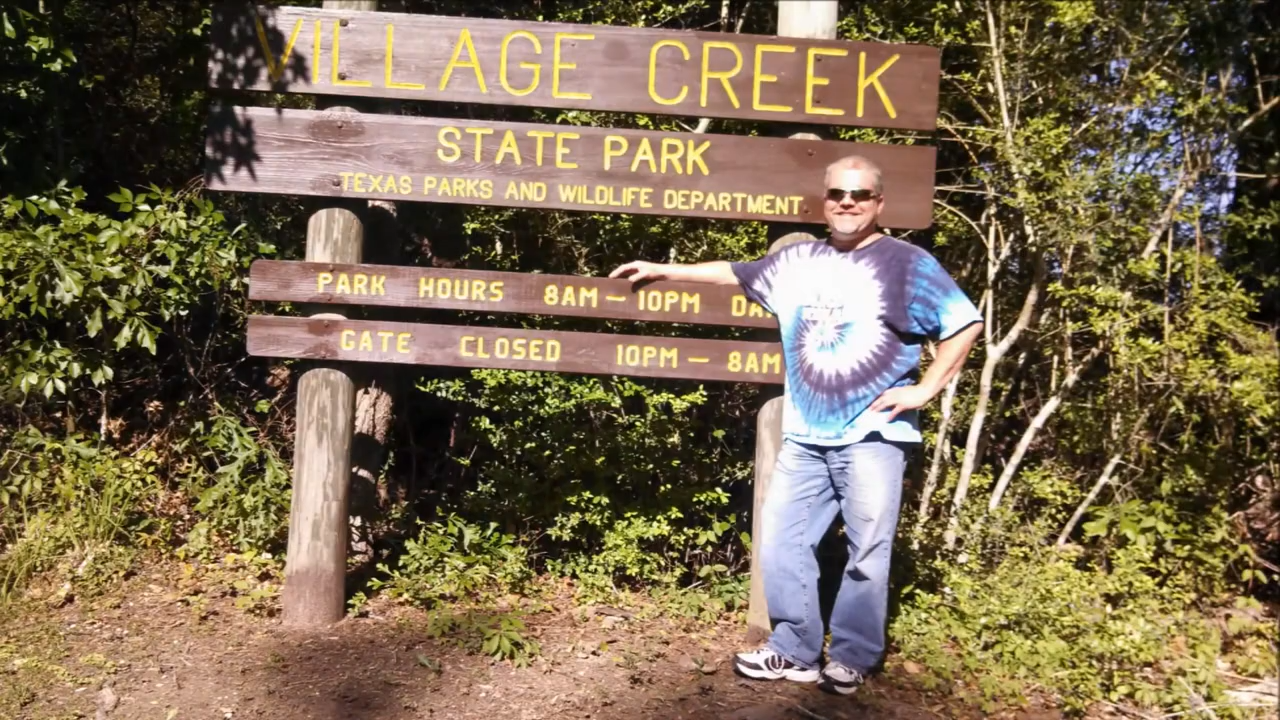 VILLAGE CREEK
STATE PARK
TEXAS PARKS AND WILDLIFE DEPARTMENT
PARK HOURS 8AM — 10PM
GATE CLOSED 10PM — 8AM